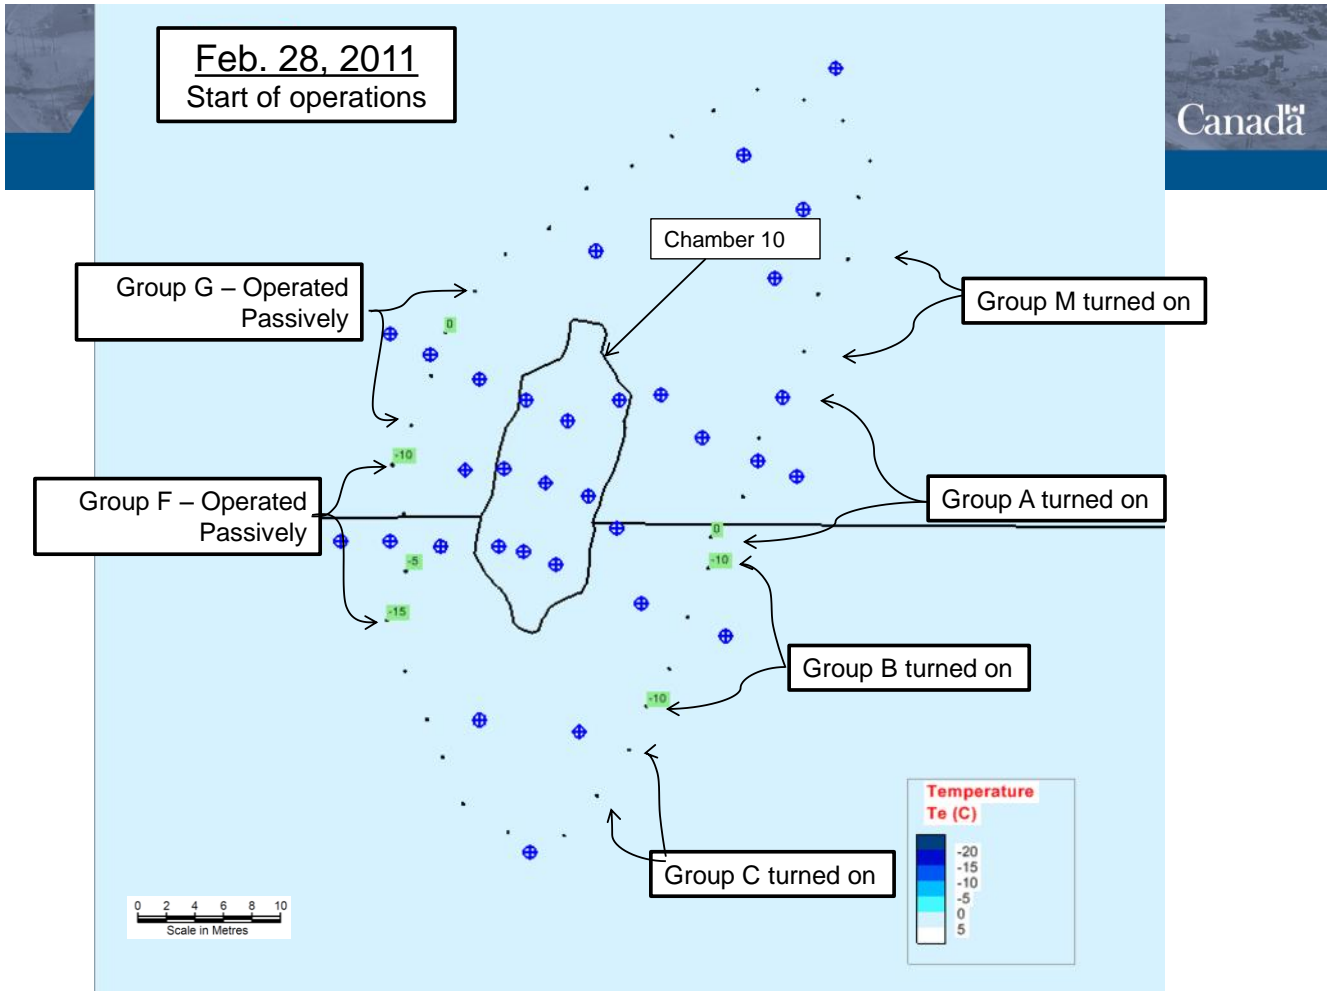 Feb. 28, 2011
Start of operations
Canada
Chamber 10
Group G – Operated
Passively
Group M turned on
0
-10
Group F – Operated
Passively
Group A turned on
0
-10
-5
-15
Group B turned on
-10
Group C turned on
Temperature
Te (C)
-20
-15
-10
-5
0
5
0 2 4 6 8 10
Scale in Metres